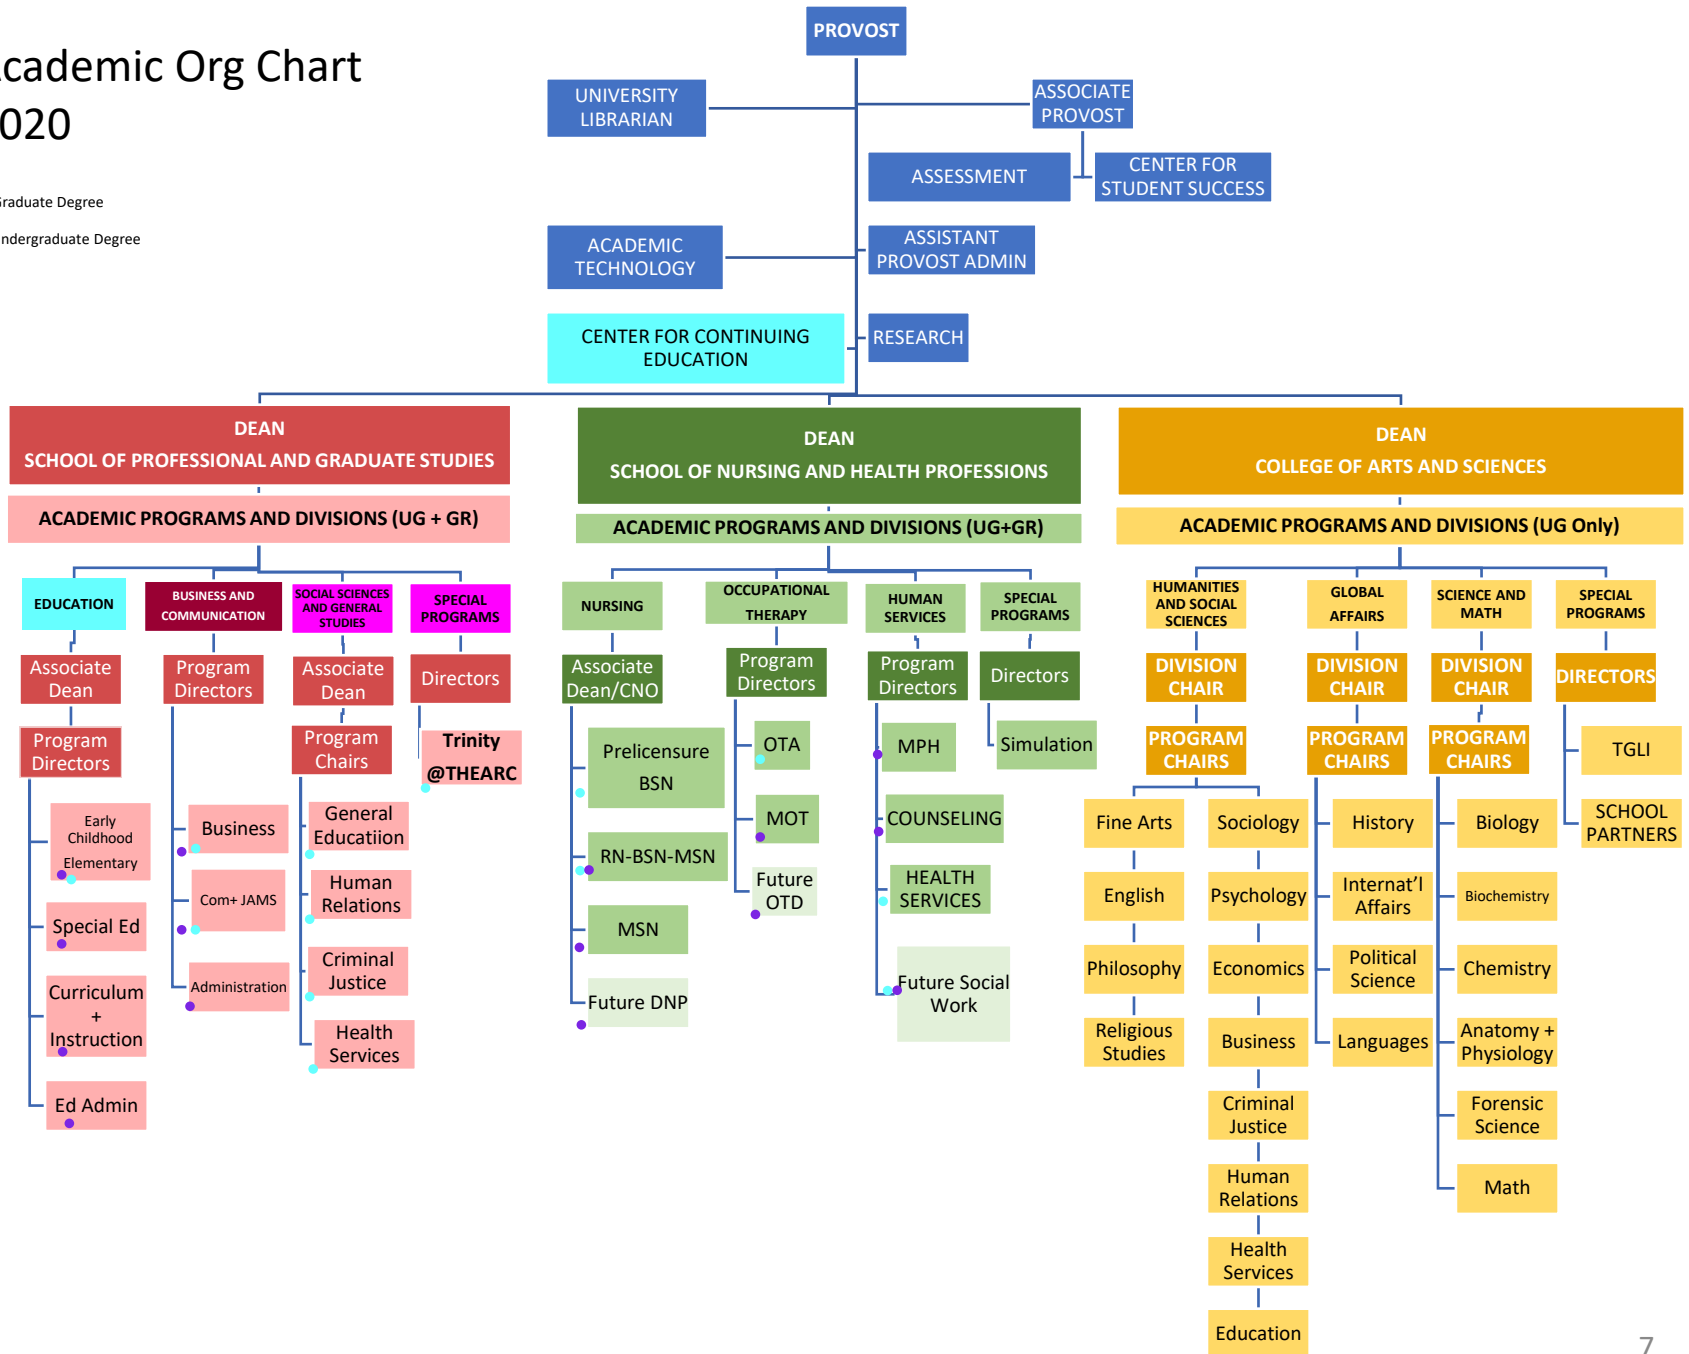 PROVOST
cademic Org Chart
020
UNIVERSITY
LIBRARIAN
ASSOCIATE
PROVOST
ASSESSMENT
CENTER FOR
STUDENT SUCCESS
raduate Degree
ndergraduate Degree
ACADEMIC
TECHNOLOGY
ASSISTANT
PROVOST ADMIN
CENTER FOR CONTINUING
EDUCATION
RESEARCH
DEAN
SCHOOL OF PROFESSIONAL AND GRADUATE STUDIES
ACADEMIC PROGRAMS AND DIVISIONS (UG + GR)
EDUCATION
Associate
Dean
Program
Directors
Early
Childhood
Elementary
Special Ed
Curriculum
+
Instruction
Ed Admin
BUSINESS AND
COMMUNICATION
Program
Directors
Business
Com+ JAMS
Administration
SOCIAL SCIENCES
AND GENERAL
STUDIES
Associate
Dean
Program
Chairs
General
Educatiion
Human
Relations
Criminal
Justice
Health
Services
SPECIAL
PROGRAMS
Directors
Trinity
@THEARC
DEAN
SCHOOL OF NURSING AND HEALTH PROFESSIONS
ACADEMIC PROGRAMS AND DIVISIONS (UG+GR)
NURSING
Associate
Dean/CNO
Prelicensure
BSN
RN-BSN-MSN
MSN
Future DNP
OCCUPATIONAL
THERAPY
Program
Directors
OTA
MOT
Future
OTD
HUMAN
SERVICES
Program
Directors
MPH
COUNSELING
HEALTH
SERVICES
Future Social
Work
SPECIAL
PROGRAMS
Directors
Simulation
DEAN
COLLEGE OF ARTS AND SCIENCES
ACADEMIC PROGRAMS AND DIVISIONS (UG Only)
HUMANITIES
AND SOCIAL
SCIENCES
DIVISION
CHAIR
PROGRAM
CHAIRS
Fine Arts
English
Philosophy
Religious
Studies
Sociology
Psychology
Economics
Business
Criminal
Justice
Human
Relations
Health
Services
Education
GLOBAL
AFFAIRS
DIVISION
CHAIR
PROGRAM
CHAIRS
History
Internat'l
Affairs
Political
Science
Languages
SCIENCE AND
MATH
DIVISION
CHAIR
PROGRAM
CHAIRS
Biology
Biochemistry
Chemistry
Anatomy +
Physiology
Forensic
Science
Math
SPECIAL
PROGRAMS
DIRECTORS
TGLI
SCHOOL
PARTNERS
7